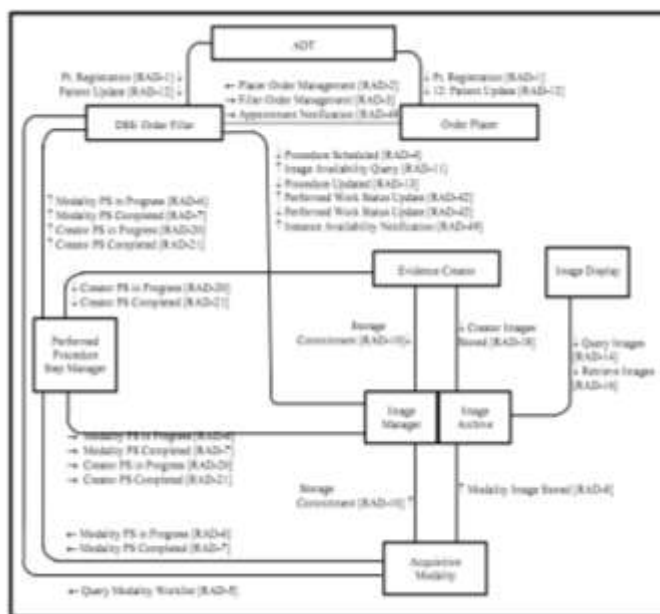 ADT
Pt. Registration [RAD-1] ↓
Patient Update [RAD-12] ↓
← Placer Order Management [RAD-2]
→ Filler Order Management [RAD-3]
→ Appointment Notification [RAD-48]
↓ Pt. Registration [RAD-1]
↓ 12: Patient Update [RAD-12]
DSS/ Order Filler
Order Placer
↓ Procedure Scheduled [RAD-4]
↑ Image Availability Query [RAD-11]
↓ Procedure Updated [RAD-13]
↑ Performed Work Status Update [RAD-42]
↓ Performed Work Status Update [RAD-42]
↑ Instance Availability Notification [RAD-49]
↑ Modality PS in Progress [RAD-6]
↑ Modality PS Completed [RAD-7]
↑ Creator PS in Progress [RAD-20]
↑ Creator PS Completed [RAD-21]
Evidence Creator
Image Display
↓ Creator PS in Progress [RAD-20]
↓ Creator PS Completed [RAD-21]
Storage
Commitment [RAD-10]↓
↓ Creator Images
Stored [RAD-18]
↓ Query Images
[RAD-14]
↓ Retrieve Images
[RAD-16]
Performed
Procedure
Step Manager
Image
Manager
Image
Archive
→ Modality PS in Progress [RAD-6]
→ Modality PS Completed [RAD-7]
→ Creator PS in Progress [RAD-20]
→ Creator PS Completed [RAD-21]
Storage
Commitment [RAD-10] ↑
↑ Modality Image Stored [RAD-8]
← Modality PS in Progress [RAD-6]
← Modality PS Completed [RAD-7]
Acquisition
Modality
← Query Modality Worklist [RAD-5]